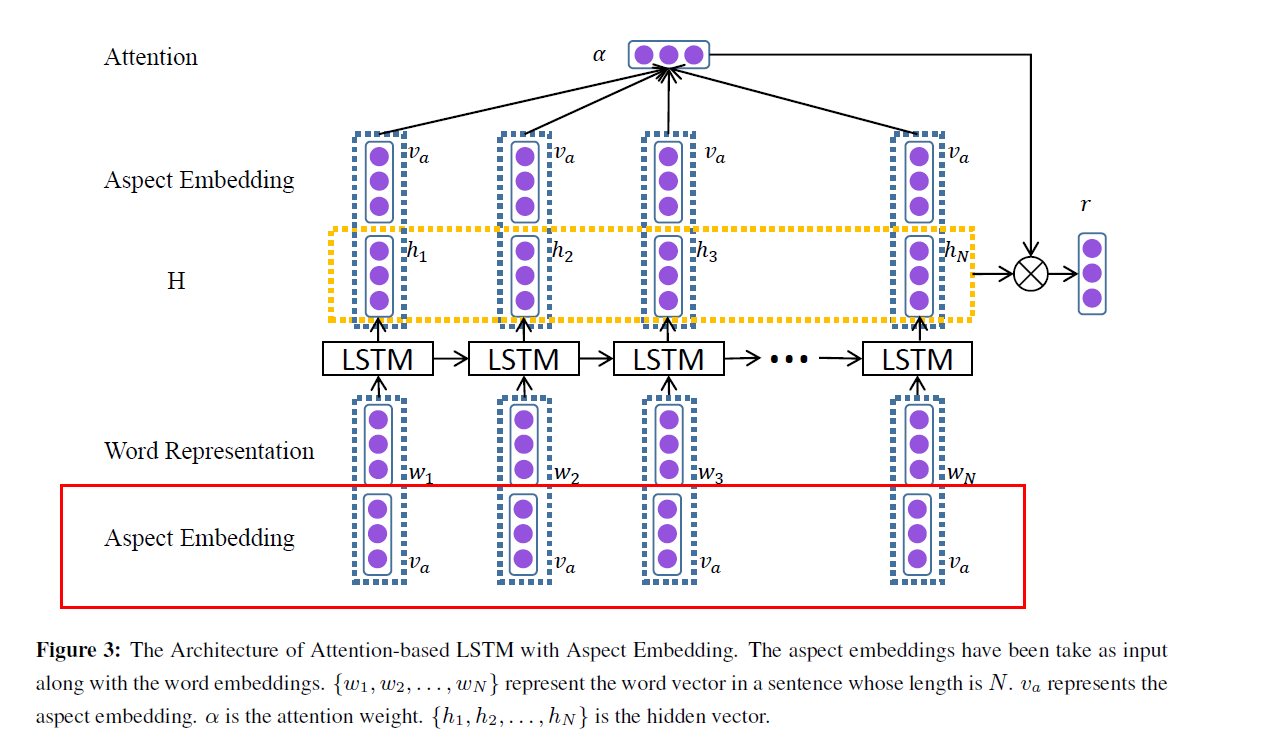 Attention
α
Aspect Embedding
v_a v_a v_a v_a
r
H
h_1 h_2 h_3 h_N
LSTM LSTM LSTM ••• LSTM
Word Representation
w_1 w_2 w_3 w_N
Aspect Embedding
v_a v_a v_a v_a
Figure 3: The Architecture of Attention-based LSTM with Aspect Embedding. The aspect embeddings have been take as input
along with the word embeddings. {w_1, w_2, . . . , w_N} represent the word vector in a sentence whose length is N. v_a represents the
aspect embedding. α is the attention weight. {h_1, h_2, . . . , h_N} is the hidden vector.